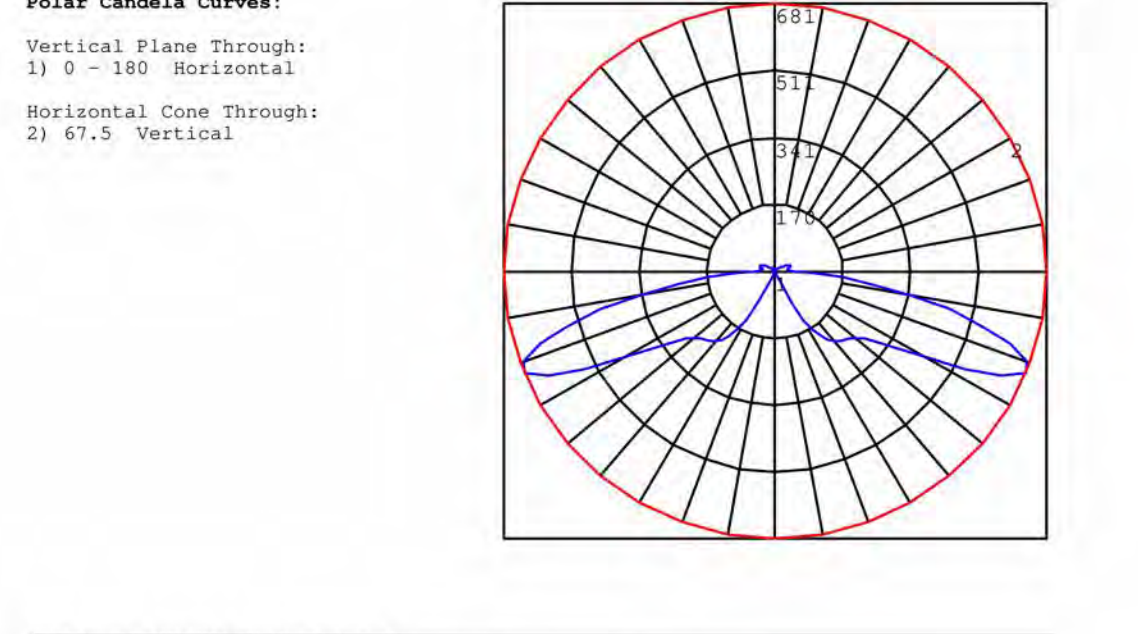 Polar Candela Curves:
Vertical Plane Through:
1) 0 - 180 Horizontal
Horizontal Cone Through:
2) 67.5 Vertical
681
511
341
2
170
1